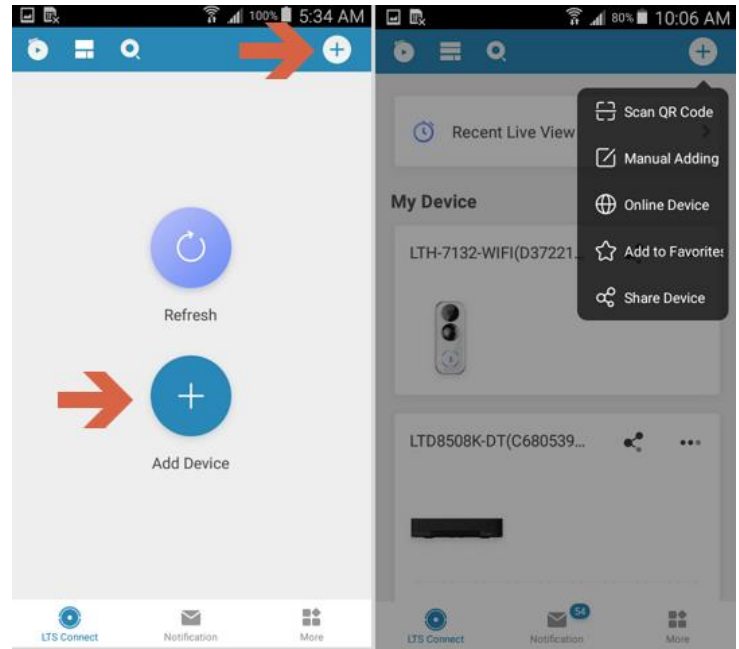 100% 5:34 AM
Refresh
Add Device
LTS Connect
Notification
More
80% 10:06 AM
Scan QR Code
Recent Live View
Manual Adding
My Device
Online Device
LTH-7132-WIFI(D37221...
Add to Favorites
Share Device
LTD8508K-DT(C680539...
54
LTS Connect
Notification
More